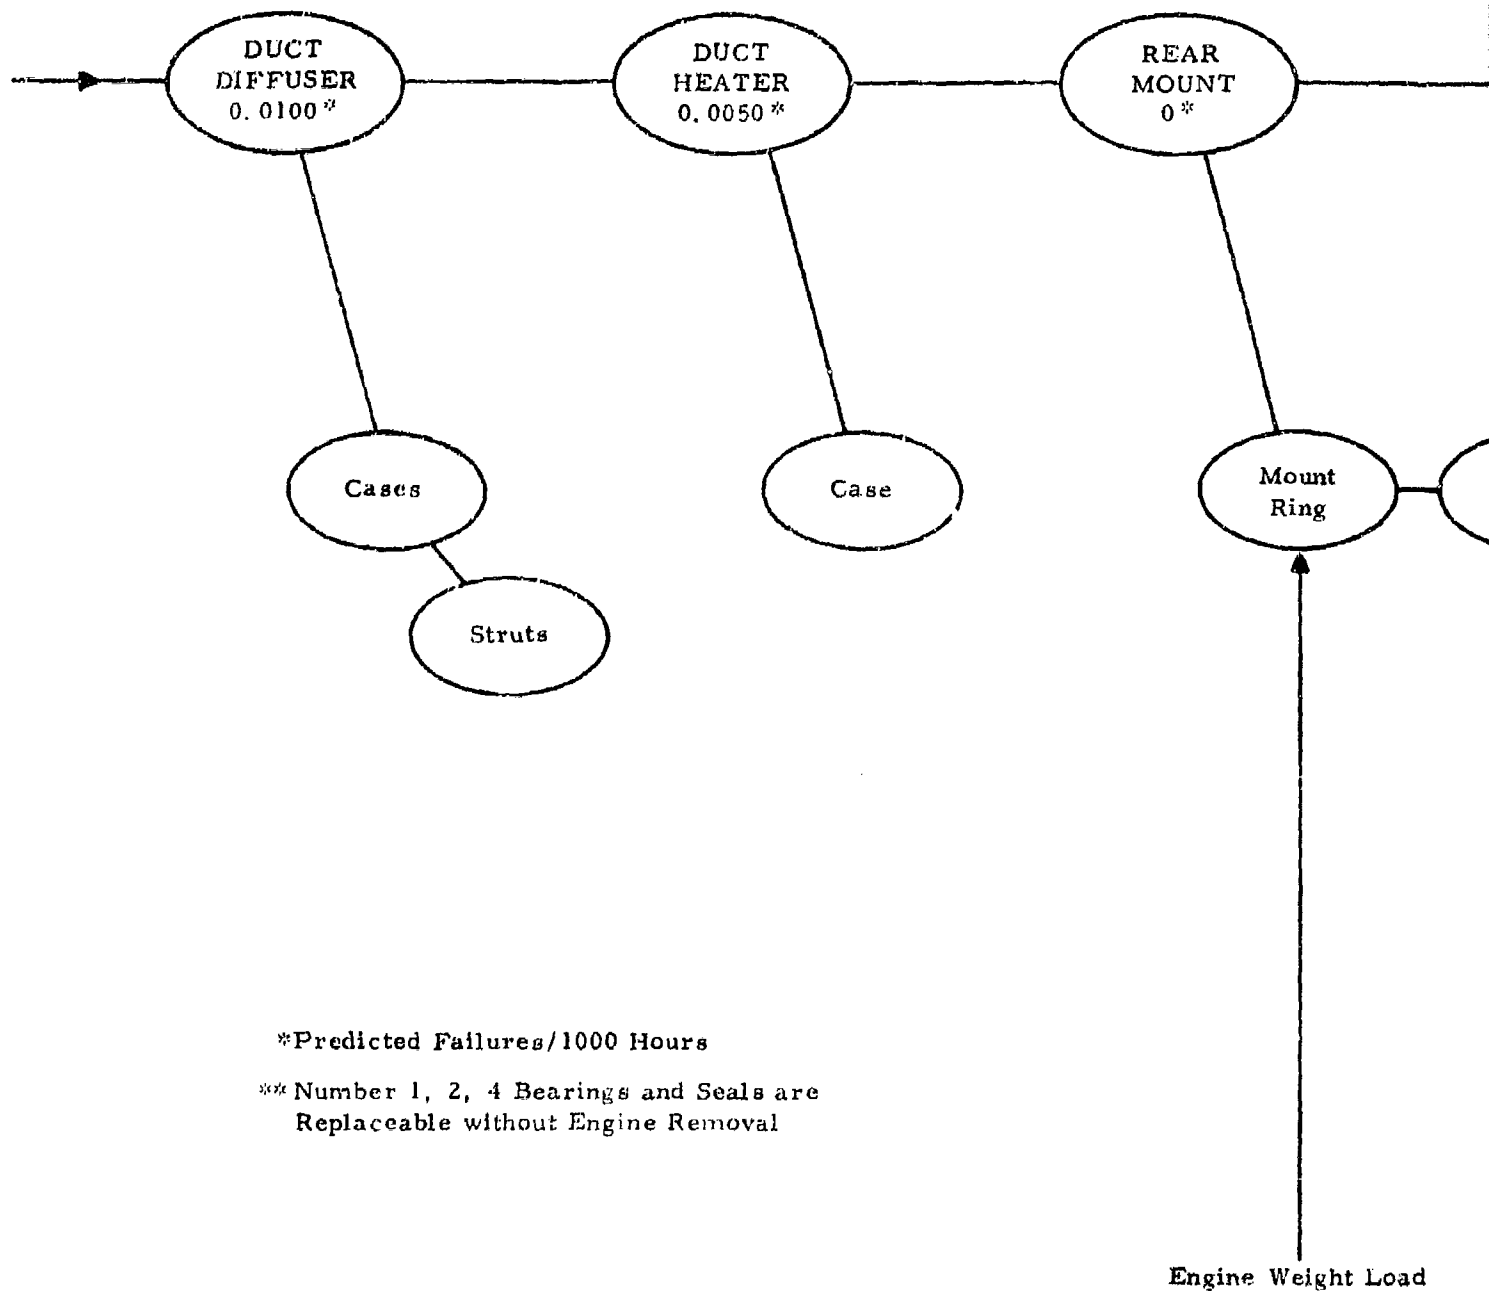 DUCT
DIFFUSER
0.0100*
DUCT
HEATER
0.0050*
REAR
MOUNT
0*
Cases
Case
Mount
Ring
Struts
*Predicted Failures/1000 Hours
** Number 1, 2, 4 Bearings and Seals are
Replaceable without Engine Removal
Engine Weight Load